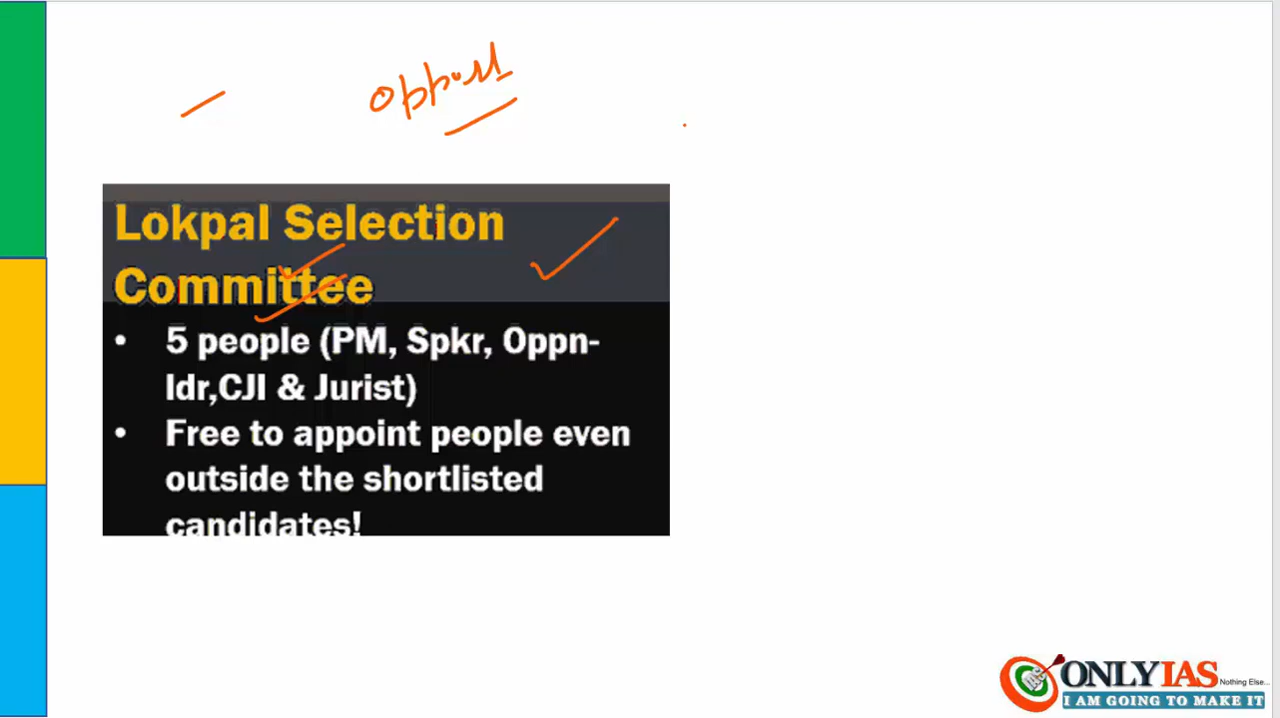 Lokpal Selection
Committee
• 5 people (PM, Spkr, Oppn-
ldr,CJI & Jurist)
• Free to appoint people even
outside the shortlisted
candidates!
ONLYIAS
Nothing Else...
I AM GOING TO MAKE IT